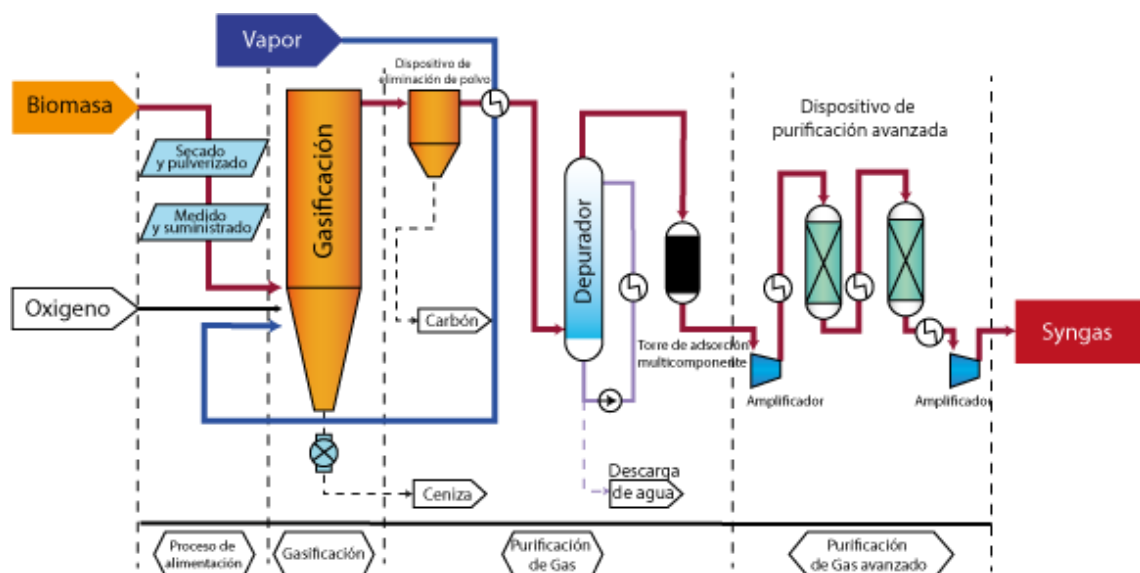 Vapor
Biomasa
Secado
y pulverizado
Medido
y suministrado
Oxigeno
Gasificación
Dispositivo de
eliminación de polvo
Carbón
Ceniza
Depurador
Torre de adsorción
multicomponente
Descarga
de agua
Dispositivo de
purificación avanzada
Amplificador
Amplificador
Syngas
Proceso de
alimentación
Gasificación
Purificación
de Gas
Purificación
de Gas avanzado